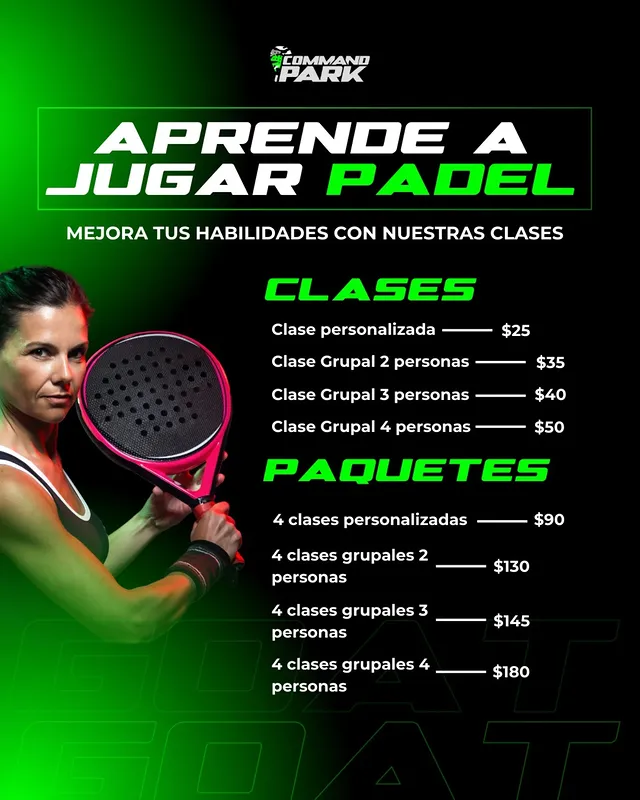 COMMAND
PARK
APRENDE A
JUGAR PADEL
MEJORA TUS HABILIDADES CON NUESTRAS CLASES
CLASES
Clase personalizada $25
Clase Grupal 2 personas $35
Clase Grupal 3 personas $40
Clase Grupal 4 personas $50
PAQUETES
4 clases personalizadas $90
4 clases grupales 2
personas $130
4 clases grupales 3
personas $145
4 clases grupales 4
personas $180
GOAT
GOAT